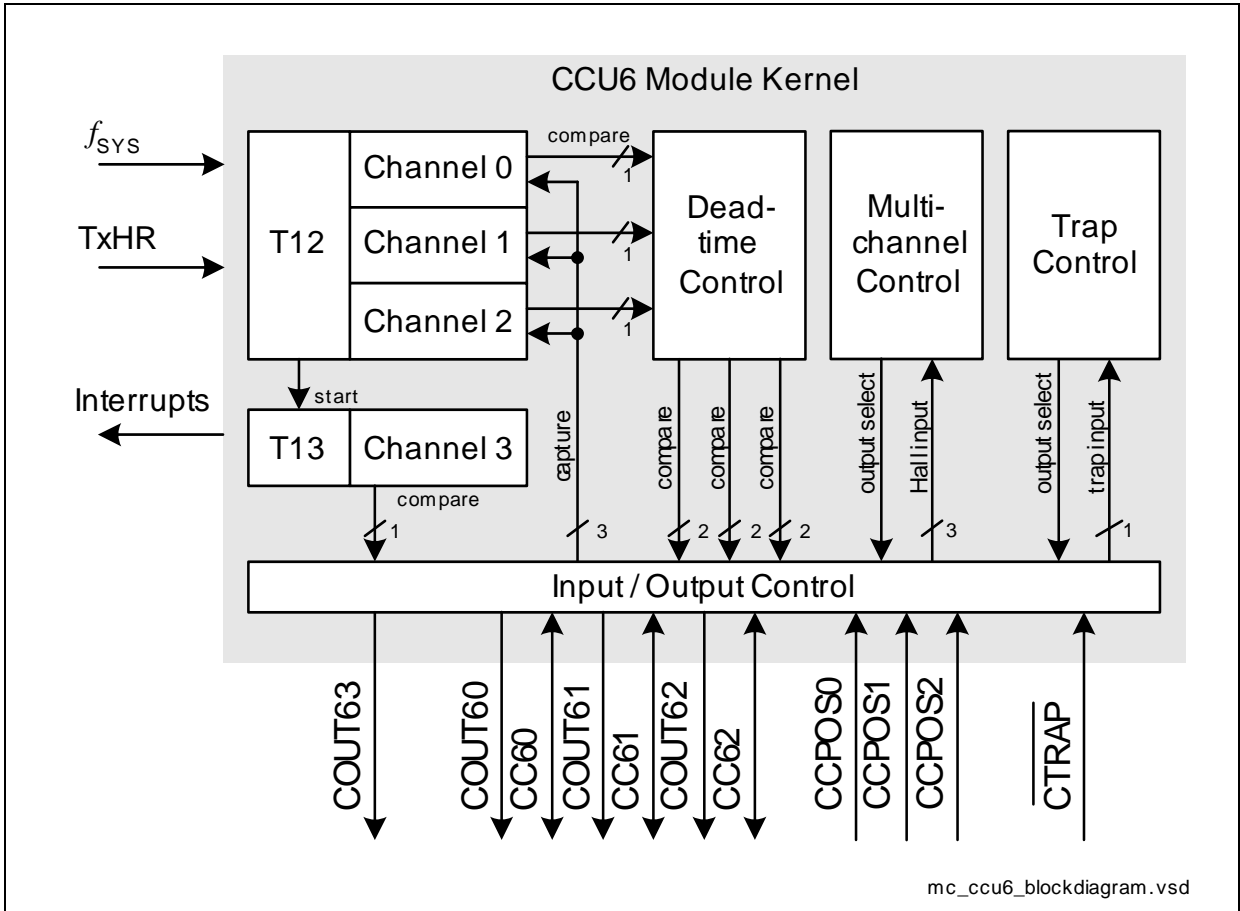 CCU6 Module Kernel
fSYS
TxHR
Interrupts
T12
Channel 0
Channel 1
Channel 2
compare
1
1
1
Dead-
time
Control
Multi-
channel
Control
Trap
Control
start
T13
Channel 3
compare
1
capture
3
compare
2
compare
2
compare
2
output select
Hall input
3
output select
trap input
1
Input / Output Control
COUT63
COUT60
CC60
COUT61
CC61
COUT62
CC62
CCPOS0
CCPOS1
CCPOS2
CTRAP
mc_ccu6_blockdiagram.vsd